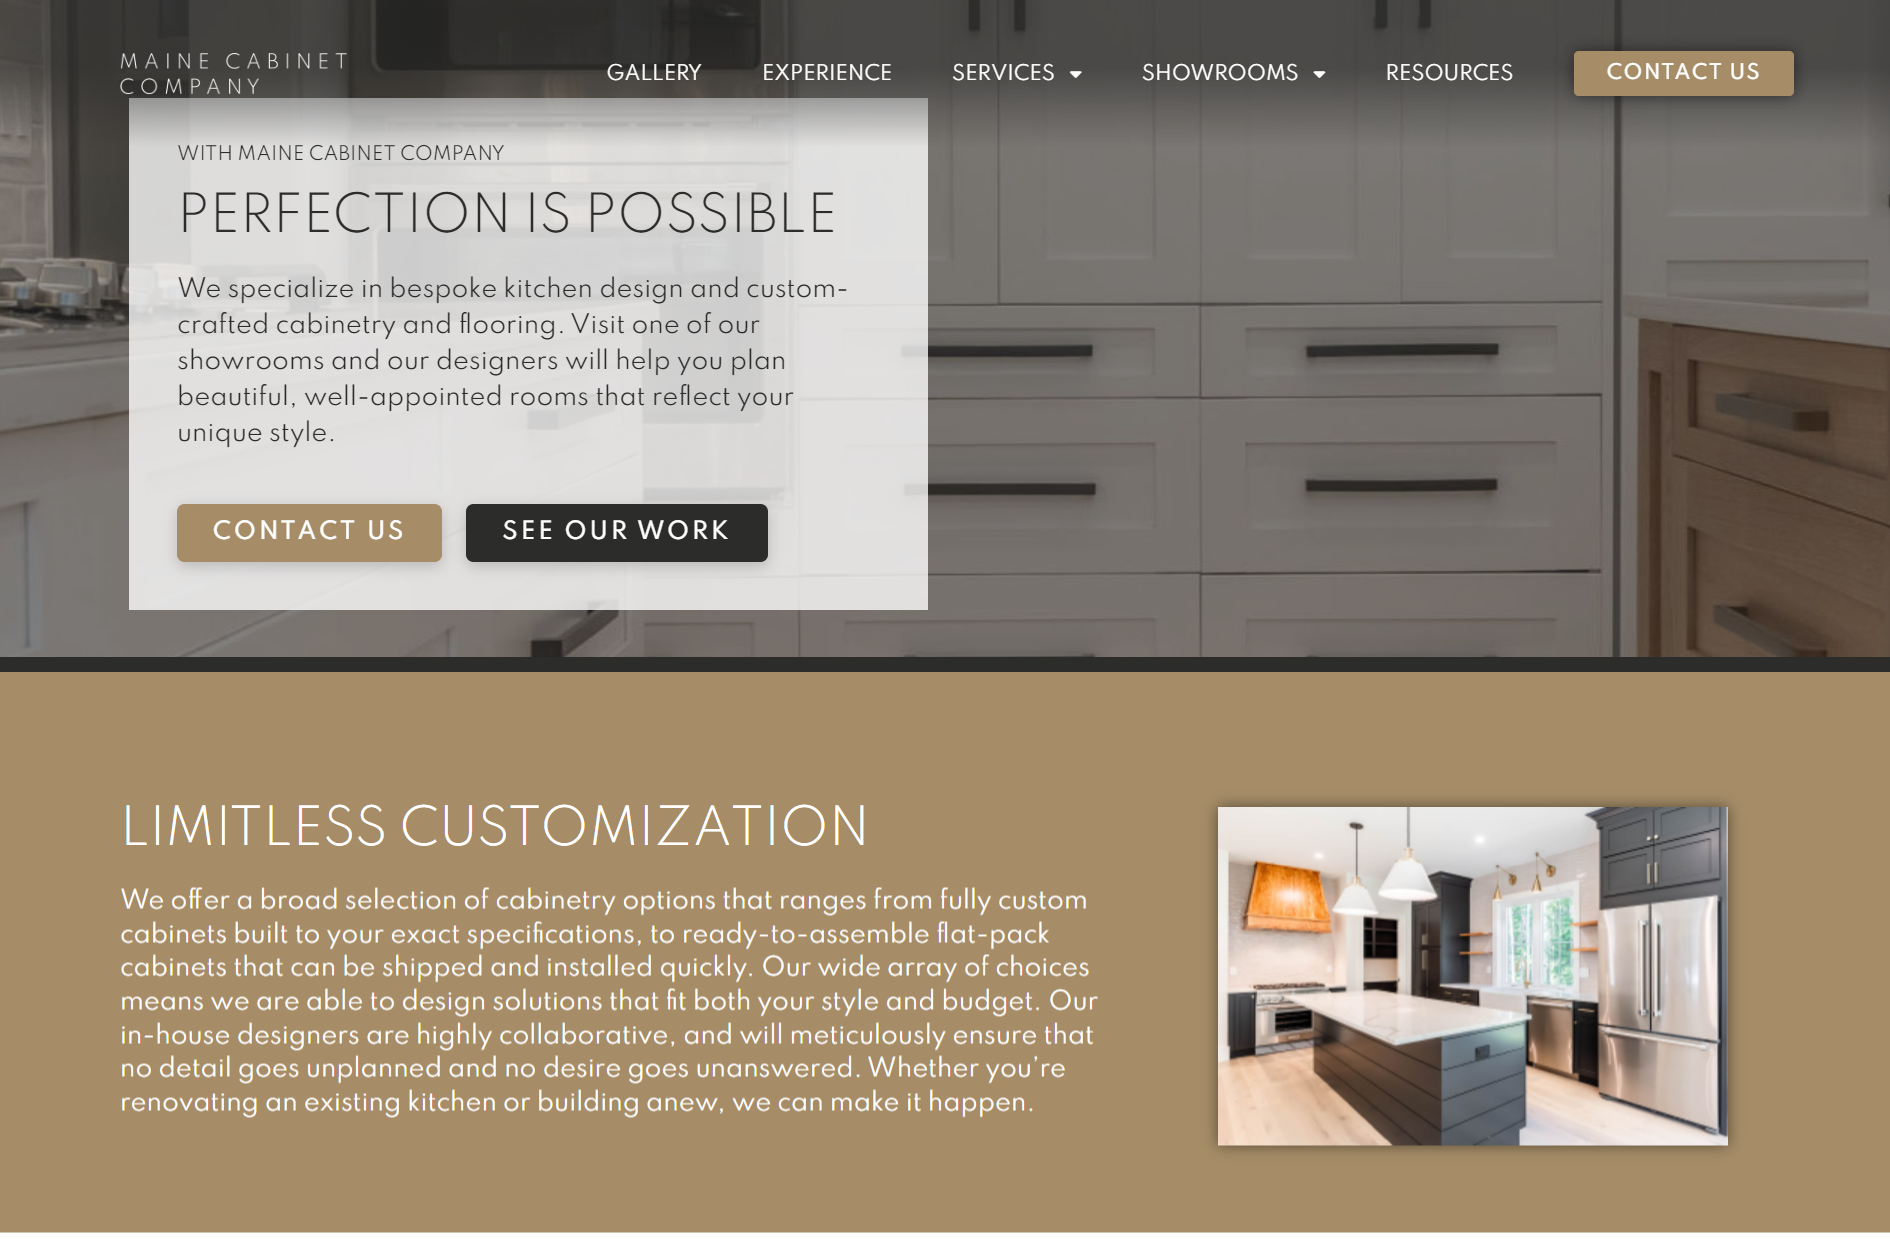 MAINE CABINET
COMPANY
GALLERY
EXPERIENCE
SERVICES
SHOWROOMS
RESOURCES
CONTACT US
WITH MAINE CABINET COMPANY
PERFECTION IS POSSIBLE
We specialize in bespoke kitchen design and custom-
crafted cabinetry and flooring. Visit one of our
showrooms and our designers will help you plan
beautiful, well-appointed rooms that reflect your
unique style.
CONTACT US
SEE OUR WORK
LIMITLESS CUSTOMIZATION
We offer a broad selection of cabinetry options that ranges from fully custom
cabinets built to your exact specifications, to ready-to-assemble flat-pack
cabinets that can be shipped and installed quickly. Our wide array of choices
means we are able to design solutions that fit both your style and budget. Our
in-house designers are highly collaborative, and will meticulously ensure that
no detail goes unplanned and no desire goes unanswered. Whether you’re
renovating an existing kitchen or building anew, we can make it happen.